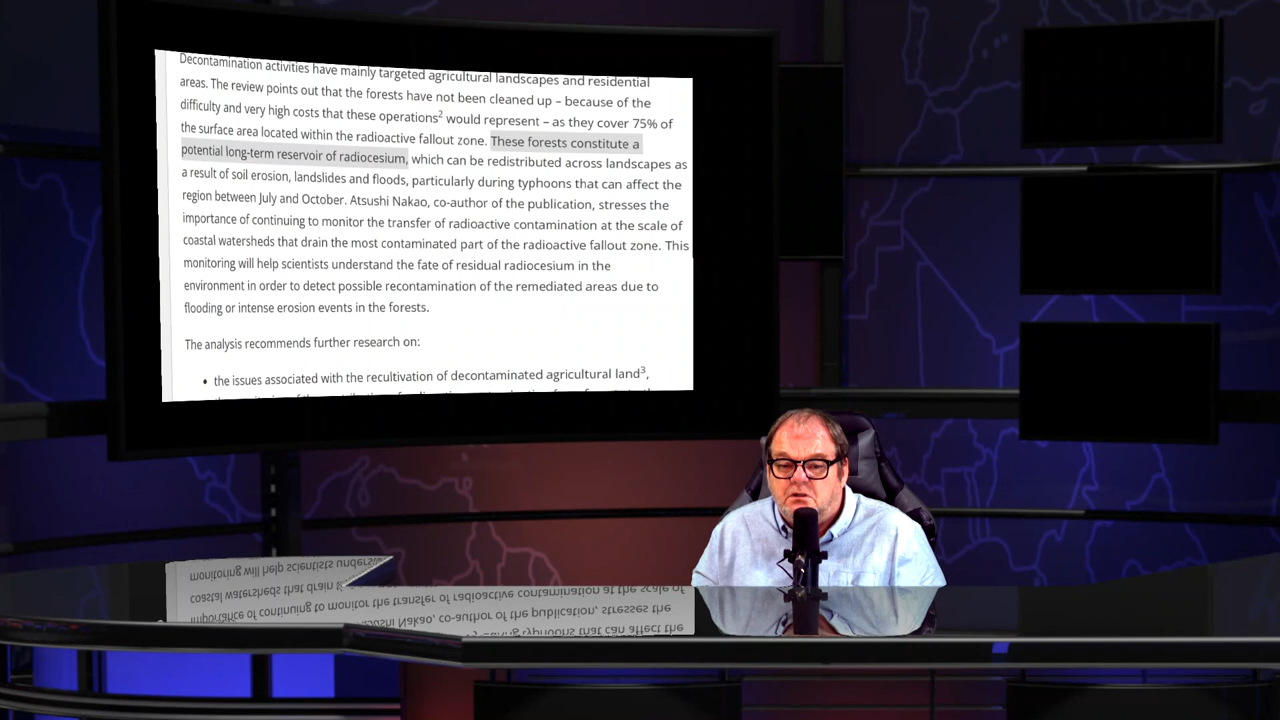 Decontamination activities have mainly targeted agricultural landscapes and residential
areas. The review points out that the forests have not been cleaned up – because of the
difficulty and very high costs that these operations² would represent – as they cover 75% of
the surface area located within the radioactive fallout zone. These forests constitute a
potential long-term reservoir of radiocesium, which can be redistributed across landscapes as
a result of soil erosion, landslides and floods, particularly during typhoons that can affect the
region between July and October. Atsushi Nakao, co-author of the publication, stresses the
importance of continuing to monitor the transfer of radioactive contamination at the scale of
coastal watersheds that drain the most contaminated part of the radioactive fallout zone. This
monitoring will help scientists understand the fate of residual radiocesium in the
environment in order to detect possible recontamination of the remediated areas due to
flooding or intense erosion events in the forests.
The analysis recommends further research on:
• the issues associated with the recultivation of decontaminated agricultural land³,